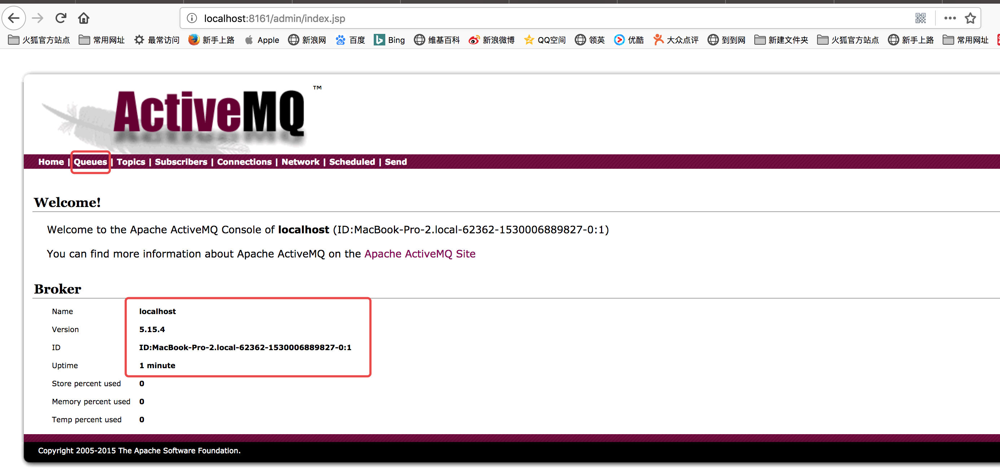 localhost:8161/admin/index.jsp
火狐官方站点 常用网址 最常访问 新手上路 Apple 新浪网 百度 Bing 维基百科 新浪微博 QQ空间 领英 优酷 大众点评 到到网 新建文件夹 火狐官方站点 新手上路 常用网址
ActiveMQ ™
Home | Queues | Topics | Subscribers | Connections | Network | Scheduled | Send
Welcome!
Welcome to the Apache ActiveMQ Console of localhost (ID:MacBook-Pro-2.local-62362-1530006889827-0:1)
You can find more information about Apache ActiveMQ on the Apache ActiveMQ Site
Broker
Name localhost
Version 5.15.4
ID ID:MacBook-Pro-2.local-62362-1530006889827-0:1
Uptime 1 minute
Store percent used 0
Memory percent used 0
Temp percent used 0
Copyright 2005-2015 The Apache Software Foundation.